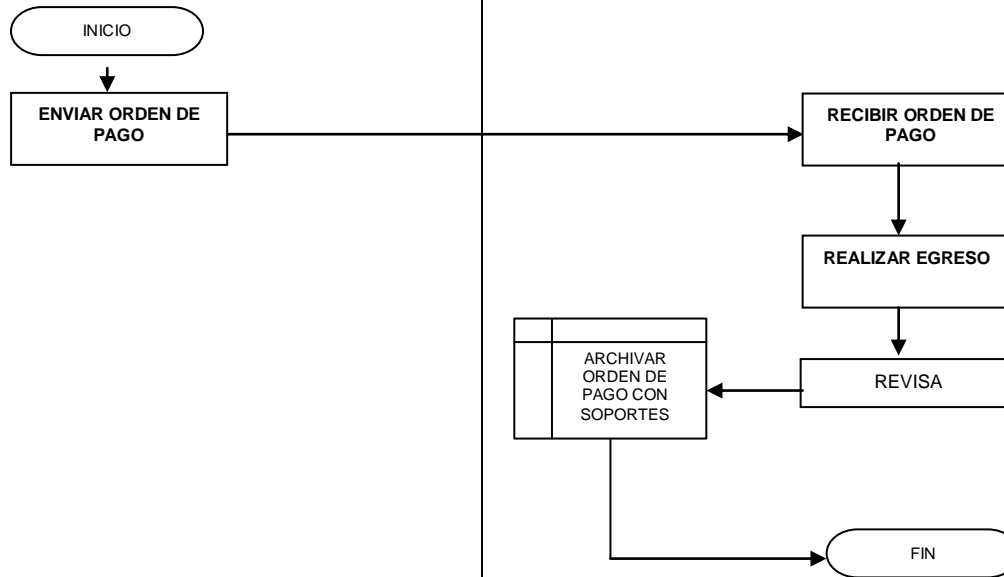 INICIO
ENVIAR ORDEN DE
PAGO
RECIBIR ORDEN DE
PAGO
REALIZAR EGRESO
REVISA
ARCHIVAR
ORDEN DE
PAGO CON
SOPORTES
FIN